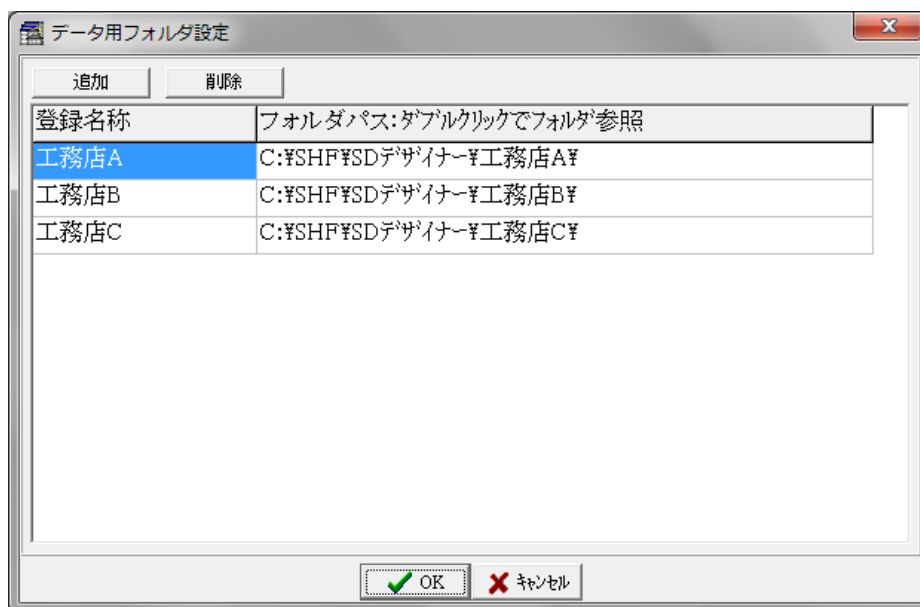 データ用フォルダ設定
追加 削除
登録名称 フォルダパス:ﾀﾞﾌﾞﾙｸﾘｯｸでﾌｫﾙﾀﾞ参照
工務店A C:¥SHF¥SDﾃﾞｻﾞｲﾅｰ¥工務店A¥
工務店B C:¥SHF¥SDﾃﾞｻﾞｲﾅｰ¥工務店B¥
工務店C C:¥SHF¥SDﾃﾞｻﾞｲﾅｰ¥工務店C¥
OK ｷｬﾝｾﾙ